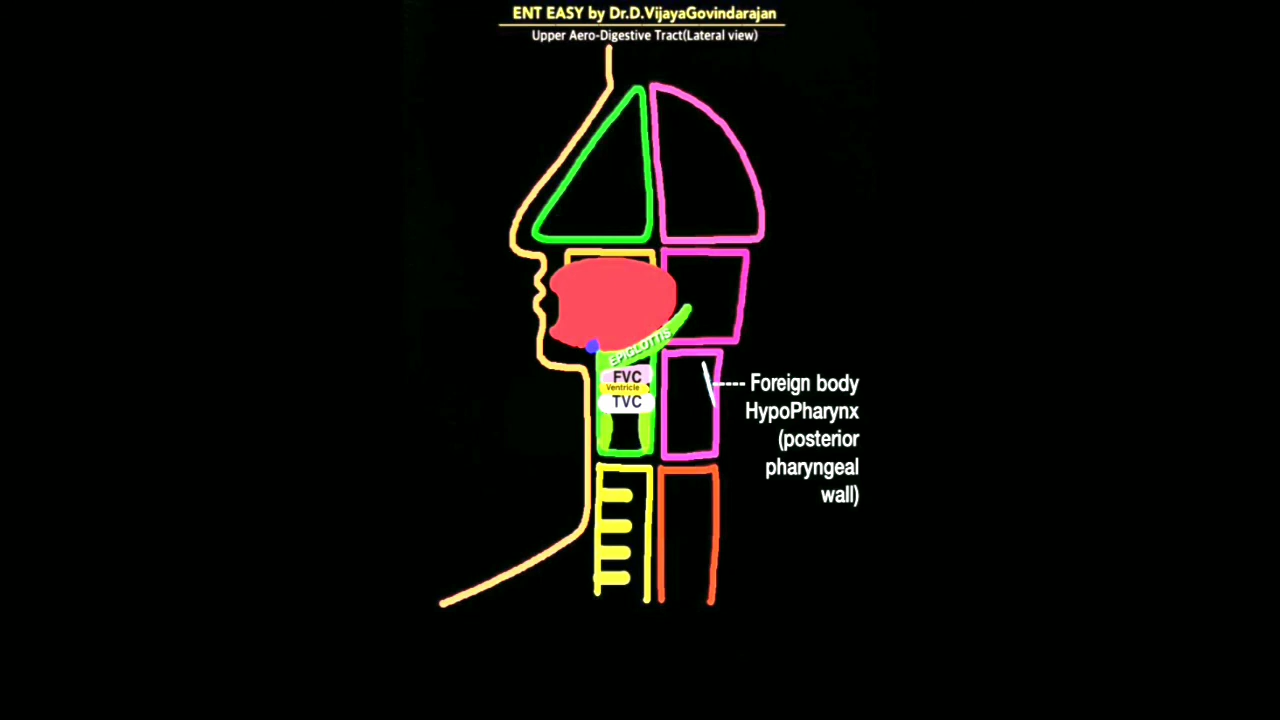 ENT EASY by Dr.D.VijayaGovindarajan
Upper Aero-Digestive Tract(Lateral view)
EPIGLOTTIS
FVC
Ventricle
TVC
Foreign body
HypoPharynx
(posterior
pharyngeal
wall)